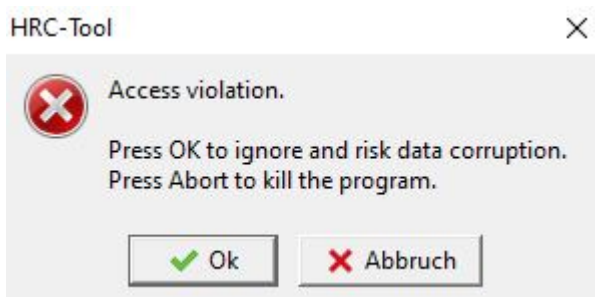 HRC-Tool
Access violation.
Press OK to ignore and risk data corruption.
Press Abort to kill the program.
Ok
Abbruch